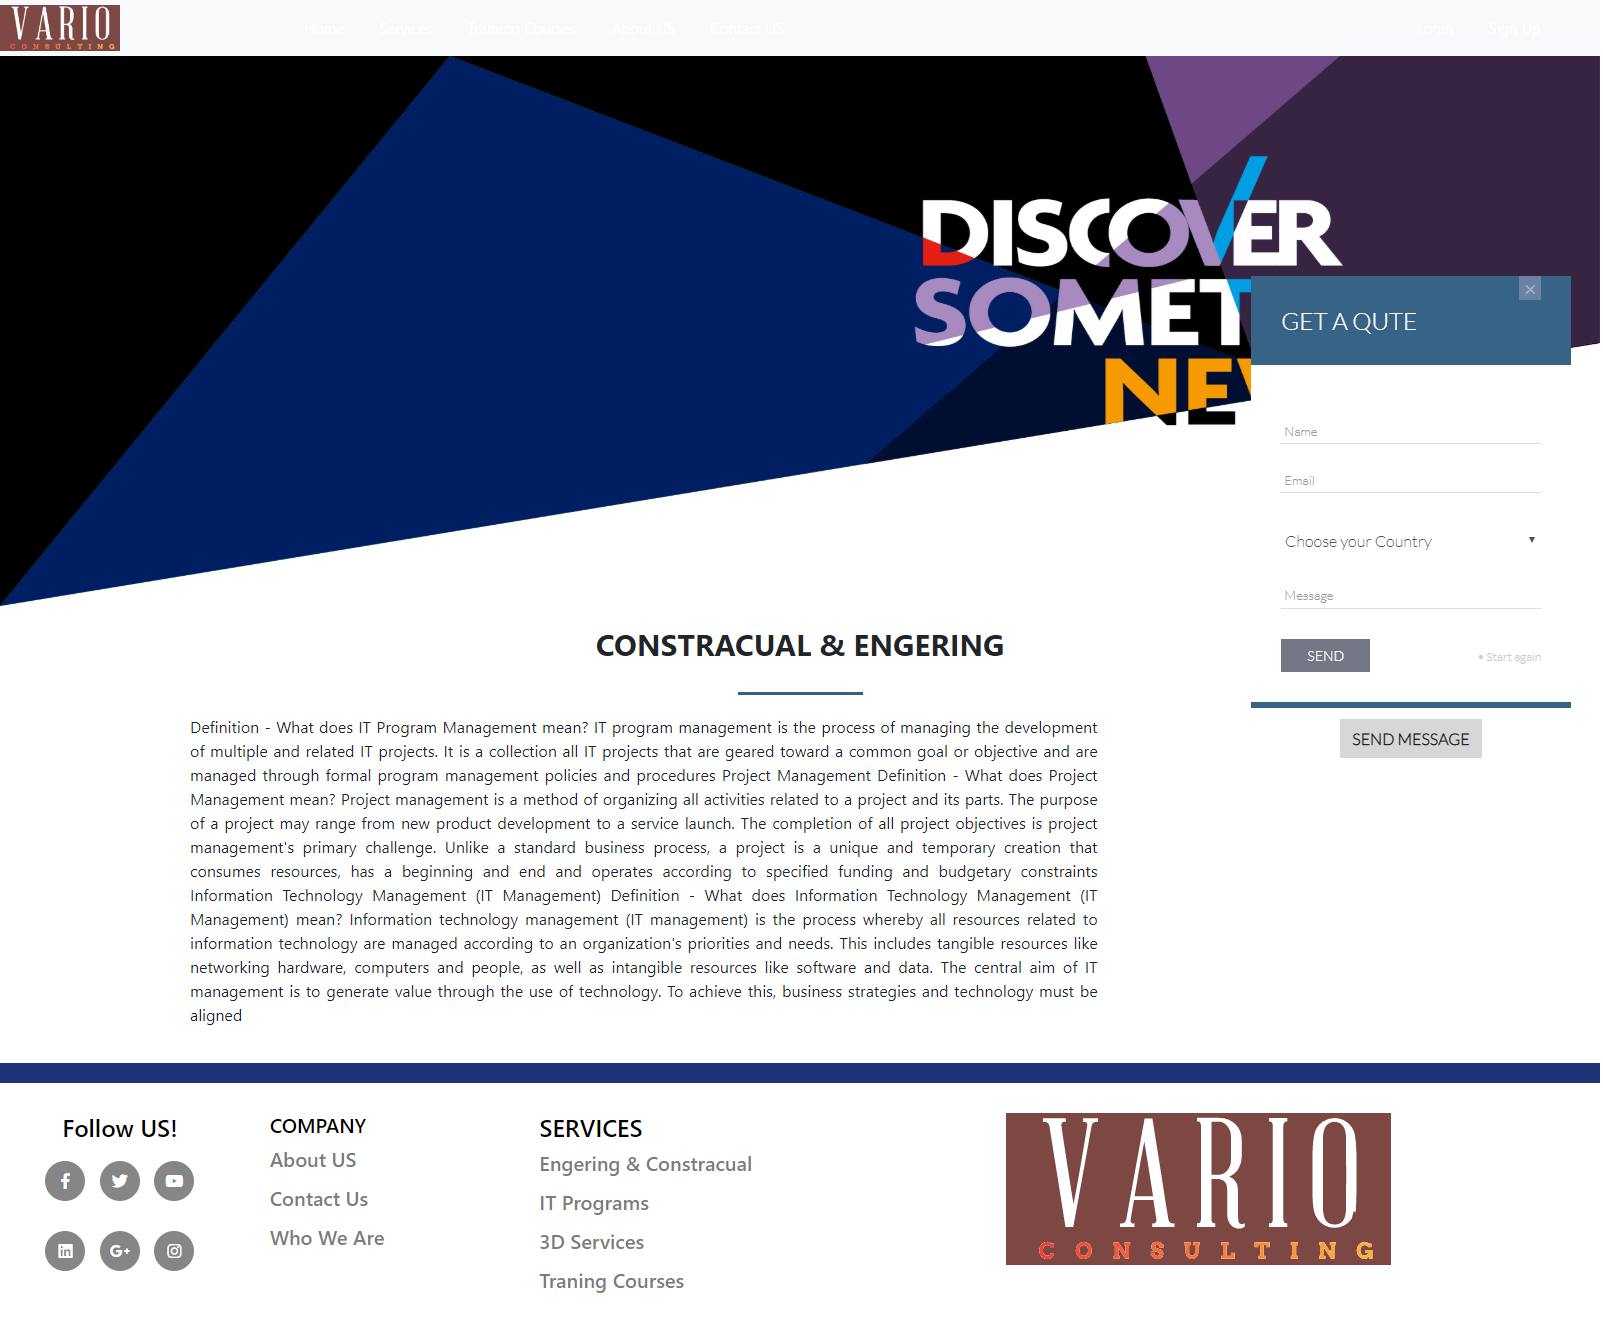 VARIO
CONSULTING
Home Services Training Courses About US Contact US Login Sign Up
DISCOVER
SOMET
NE
×
GET A QUTE
Name
Email
Choose your Country
Message
SEND
• Start again
SEND MESSAGE
CONSTRACUAL & ENGERING
Definition - What does IT Program Management mean? IT program management is the process of managing the development
of multiple and related IT projects. It is a collection all IT projects that are geared toward a common goal or objective and are
managed through formal program management policies and procedures Project Management Definition - What does Project
Management mean? Project management is a method of organizing all activities related to a project and its parts. The purpose
of a project may range from new product development to a service launch. The completion of all project objectives is project
management's primary challenge. Unlike a standard business process, a project is a unique and temporary creation that
consumes resources, has a beginning and end and operates according to specified funding and budgetary constraints
Information Technology Management (IT Management) Definition - What does Information Technology Management (IT
Management) mean? Information technology management (IT management) is the process whereby all resources related to
information technology are managed according to an organization's priorities and needs. This includes tangible resources like
networking hardware, computers and people, as well as intangible resources like software and data. The central aim of IT
management is to generate value through the use of technology. To achieve this, business strategies and technology must be
aligned
Follow US!
COMPANY
About US
Contact Us
Who We Are
SERVICES
Engering & Constracual
IT Programs
3D Services
Traning Courses
VARIO
CONSULTING